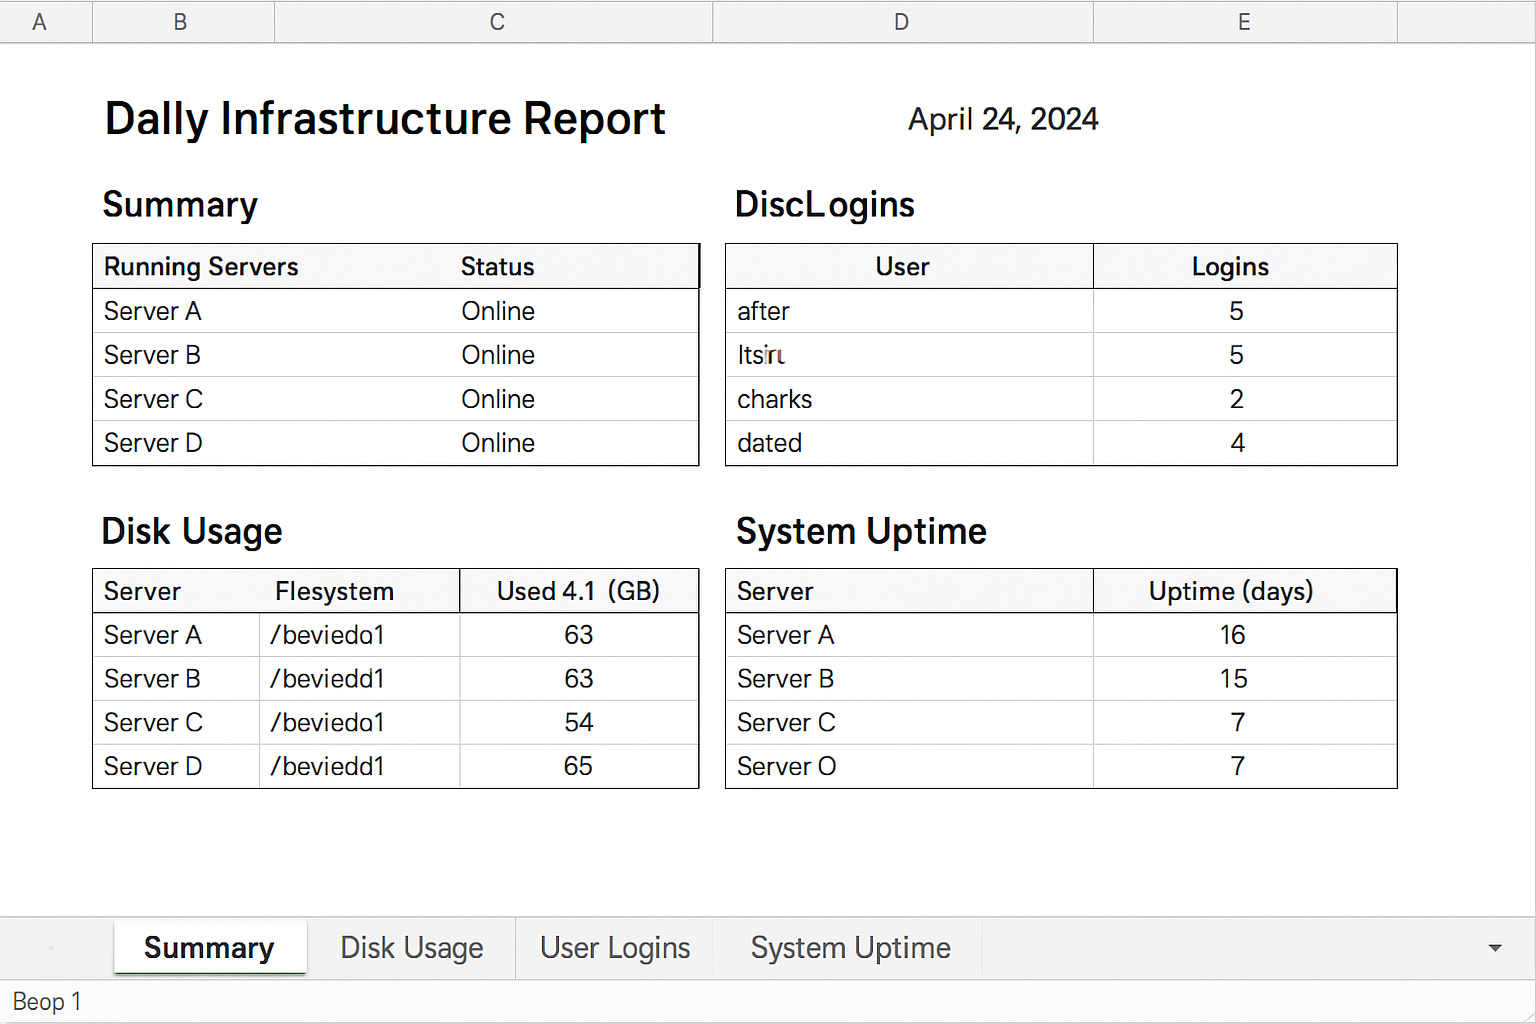 A B C D E
Dally Infrastructure Report
April 24, 2024
Summary
Running Servers Status
Server A Online
Server B Online
Server C Online
Server D Online
DiscLogins
User Logins
after 5
5
charks 2
dated 4
Disk Usage
Server Flesystem Used 4.1 (GB)
Server A /bevieda1 63
Server B /beviedd1 63
Server C /bevieda1 54
Server D /beviedd1 65
System Uptime
Server Uptime (days)
Server A 16
Server B 15
Server C 7
Server O 7
Summary Disk Usage User Logins System Uptime
Beop 1